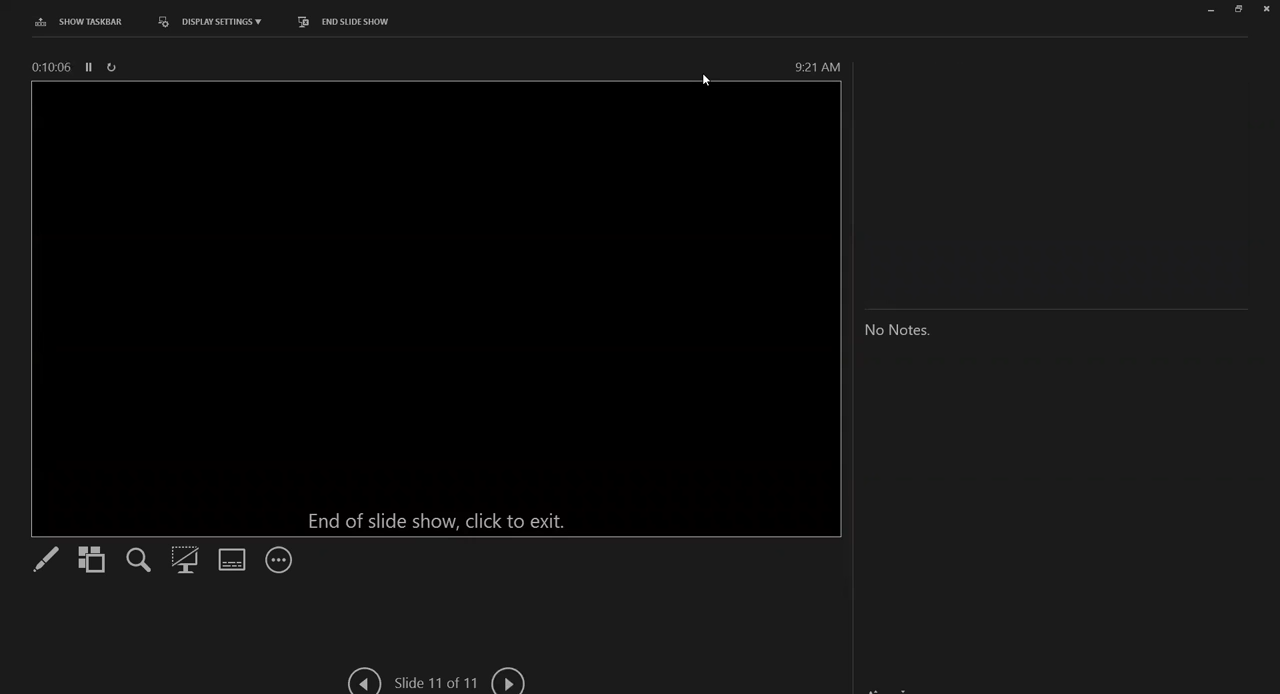 SHOW TASKBAR DISPLAY SETTINGS ▼ END SLIDE SHOW
0:10:06 9:21 AM
End of slide show, click to exit.
No Notes.
Slide 11 of 11